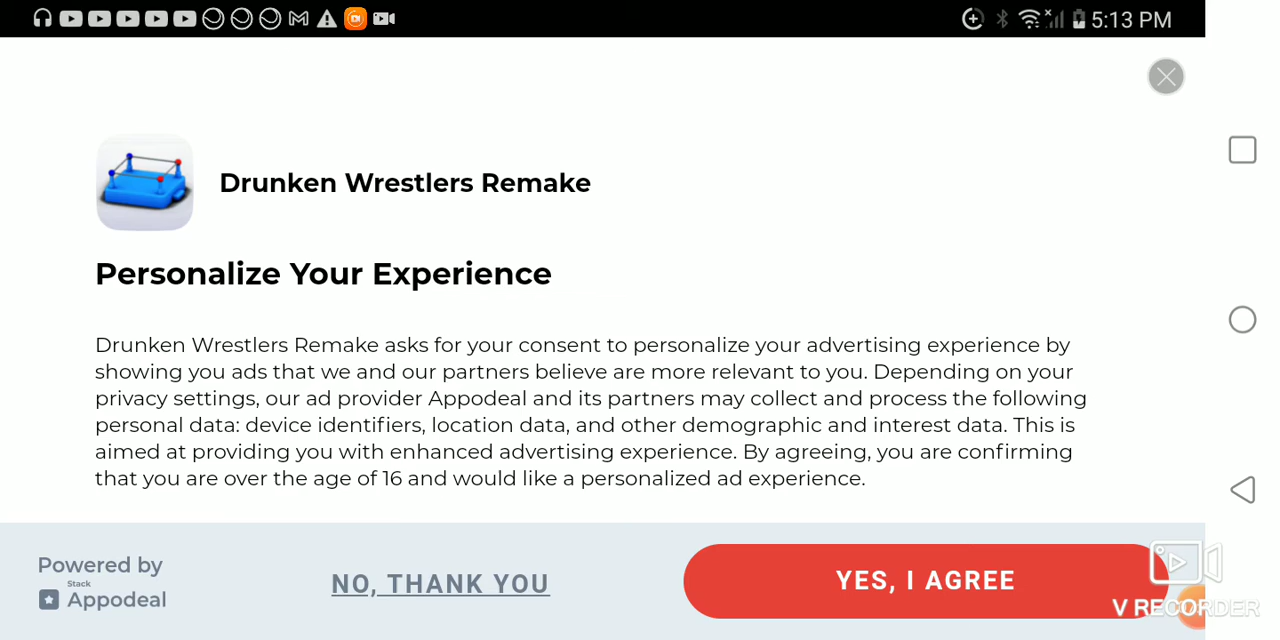 5:13 PM
Drunken Wrestlers Remake
Personalize Your Experience
Drunken Wrestlers Remake asks for your consent to personalize your advertising experience by
showing you ads that we and our partners believe are more relevant to you. Depending on your
privacy settings, our ad provider Appodeal and its partners may collect and process the following
personal data: device identifiers, location data, and other demographic and interest data. This is
aimed at providing you with enhanced advertising experience. By agreeing, you are confirming
that you are over the age of 16 and would like a personalized ad experience.
Powered by
Stack
Appodeal
NO, THANK YOU
YES, I AGREE
V RECORDER